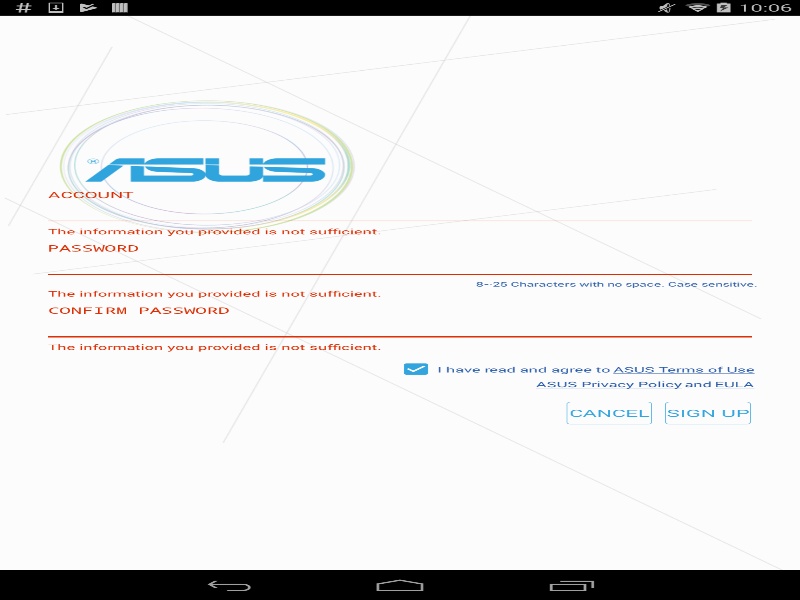 # 10:06
® ASUS
ACCOUNT
The information you provided is not sufficient.
PASSWORD
8--25 Characters with no space. Case sensitive.
The information you provided is not sufficient.
CONFIRM PASSWORD
The information you provided is not sufficient.
I have read and agree to ASUS Terms of Use
ASUS Privacy Policy and EULA
CANCEL SIGN UP